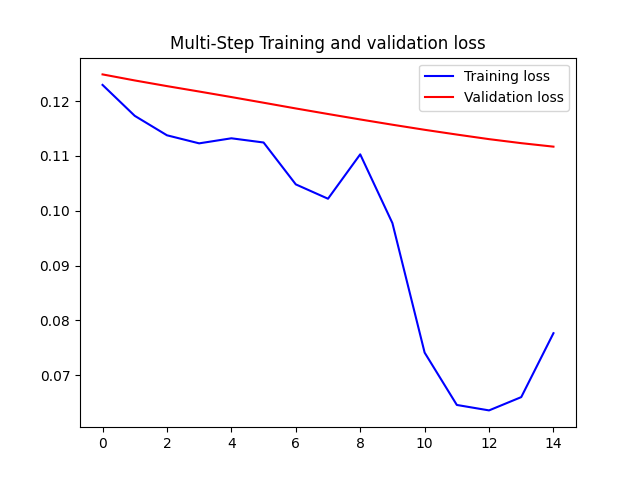 Multi-Step Training and validation loss
Training loss
Validation loss
0.12
0.11
0.10
0.09
0.08
0.07
0 2 4 6 8 10 12 14